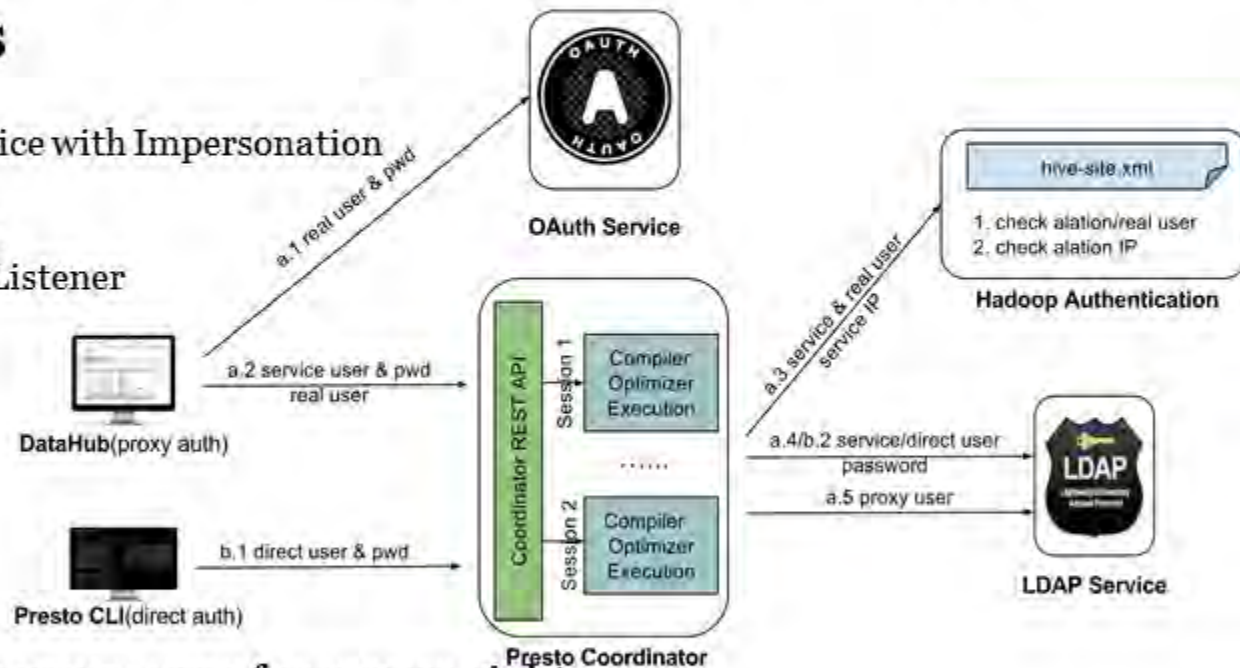 s
ice with Impersonation
Listener
OAUTH
A
OAUTH
OAuth Service
a.1 real user & pwd
hive-site.xml
1. check alation/real user
2. check alation IP
Hadoop Authentication
a.3 service & real user
service IP
DataHub(proxy auth)
a.2 service user & pwd
real user
Coordinator REST API
Session 1
Compiler
Optimizer
Execution
......
Session 2
Compiler
Optimizer
Execution
Presto Coordinator
a.4/b.2 service/direct user
password
a.5 proxy user
LDAP
LDAP Service
b.1 direct user & pwd
Presto CLI(direct auth)